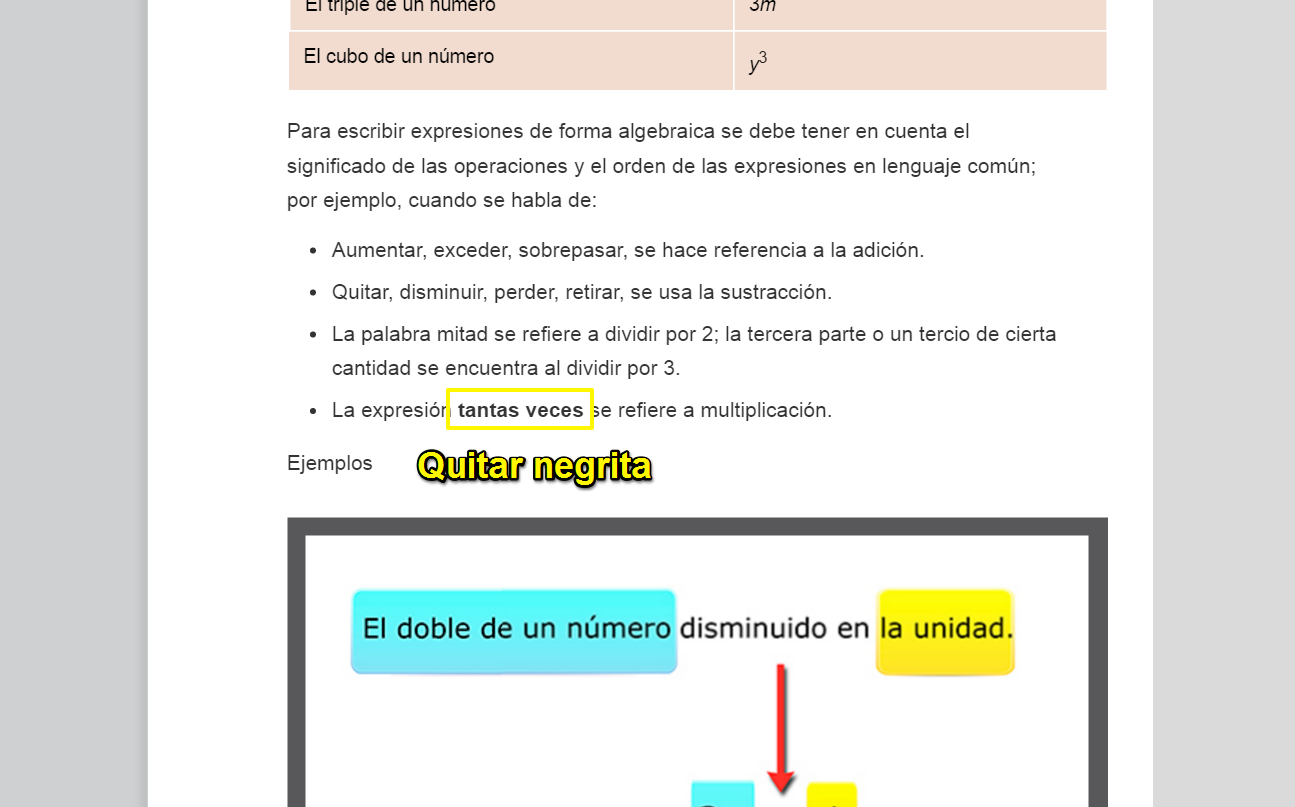 El triple de un número
3m
El cubo de un número
y³
Para escribir expresiones de forma algebraica se debe tener en cuenta el
significado de las operaciones y el orden de las expresiones en lenguaje común;
por ejemplo, cuando se habla de:
• Aumentar, exceder, sobrepasar, se hace referencia a la adición.
• Quitar, disminuir, perder, retirar, se usa la sustracción.
• La palabra mitad se refiere a dividir por 2; la tercera parte o un tercio de cierta
cantidad se encuentra al dividir por 3.
• La expresión tantas veces se refiere a multiplicación.
Ejemplos
Quitar negrita
El doble de un número disminuido en la unidad.